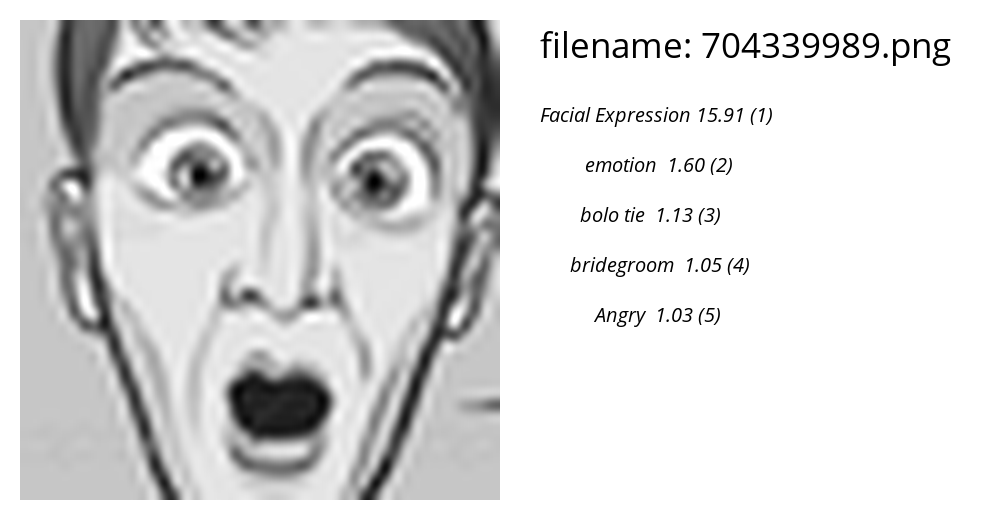 filename: 704339989.png
Facial Expression 15.91 (1)
emotion 1.60 (2)
bolo tie 1.13 (3)
bridegroom 1.05 (4)
Angry 1.03 (5)